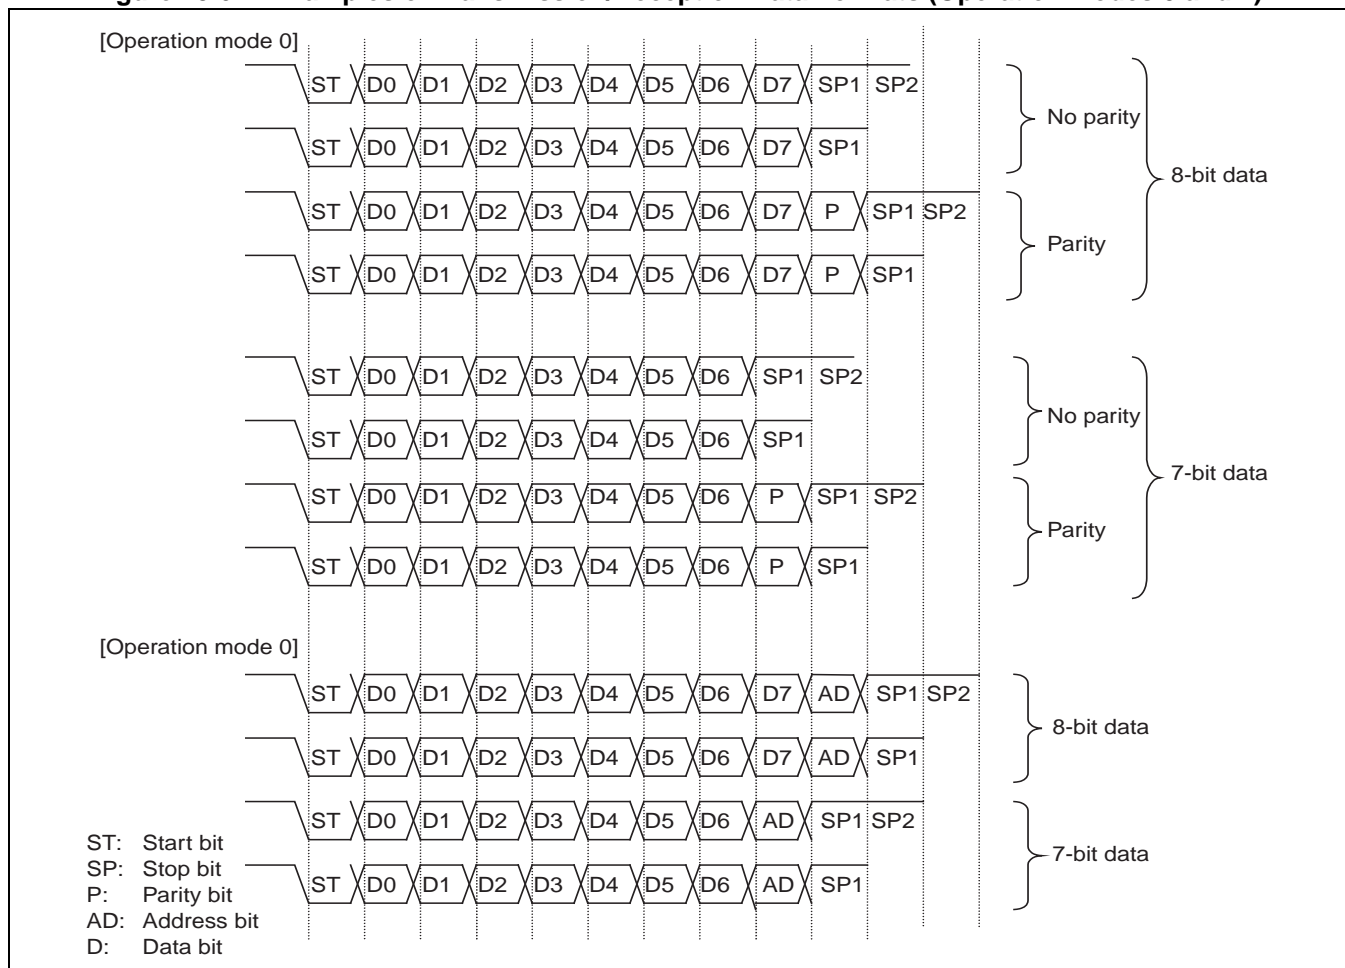 [Operation mode 0]
ST D0 D1 D2 D3 D4 D5 D6 D7 SP1 SP2
No parity
ST D0 D1 D2 D3 D4 D5 D6 D7 SP1
8-bit data
ST D0 D1 D2 D3 D4 D5 D6 D7 P SP1 SP2
Parity
ST D0 D1 D2 D3 D4 D5 D6 D7 P SP1
ST D0 D1 D2 D3 D4 D5 D6 SP1 SP2
No parity
ST D0 D1 D2 D3 D4 D5 D6 SP1
7-bit data
ST D0 D1 D2 D3 D4 D5 D6 P SP1 SP2
Parity
ST D0 D1 D2 D3 D4 D5 D6 P SP1
[Operation mode 0]
ST D0 D1 D2 D3 D4 D5 D6 D7 AD SP1 SP2
8-bit data
ST D0 D1 D2 D3 D4 D5 D6 D7 AD SP1
ST D0 D1 D2 D3 D4 D5 D6 AD SP1 SP2
7-bit data
ST D0 D1 D2 D3 D4 D5 D6 AD SP1
ST: Start bit
SP: Stop bit
P: Parity bit
AD: Address bit
D: Data bit